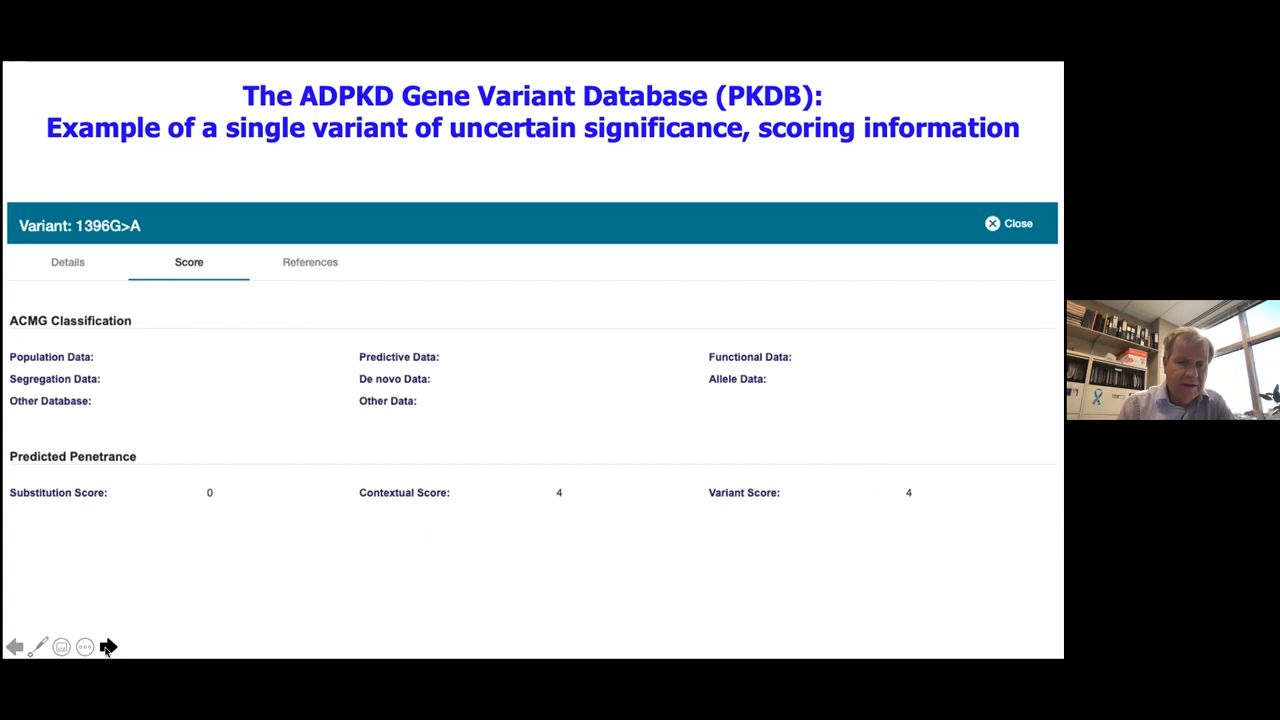 The ADPKD Gene Variant Database (PKDB):
Example of a single variant of uncertain significance, scoring information
Variant: 1396G>A
Close
Details Score References
ACMG Classification
Population Data: Predictive Data: Functional Data:
Segregation Data: De novo Data: Allele Data:
Other Database: Other Data:
Predicted Penetrance
Substitution Score: 0 Contextual Score: 4 Variant Score: 4